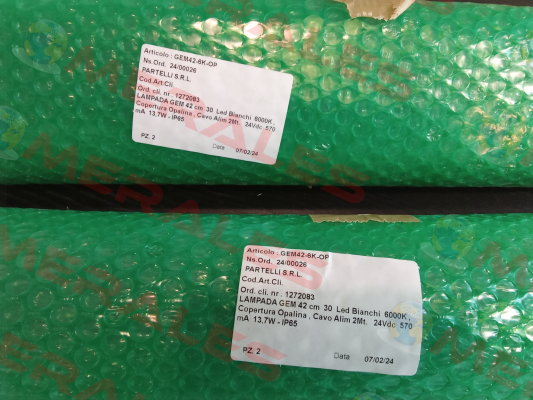 Articolo : GEM42-6K-OP
Ns.Ord. 24/00026
PARTELLI S.R.L.
Cod.Art.Cli.
Ord. cli. nr : 1272083
LAMPADA GEM 42 cm 30 Led Bianchi 6000K ,
Copertura Opalina , Cavo Alim 2Mt. 24Vdc 570
mA 13,7W - IP65
PZ. 2 Data 07/02/24
MERALES
Articolo : GEM42-6K-OP
Ns.Ord. 24/00026
PARTELLI S.R.L.
Cod.Art.Cli.
Ord. cli. nr : 1272083
LAMPADA GEM 42 cm 30 Led Bianchi 6000K ,
Copertura Opalina , Cavo Alim 2Mt. 24Vdc 570
mA 13,7W - IP65
PZ. 2 Data 07/02/24
MERALES